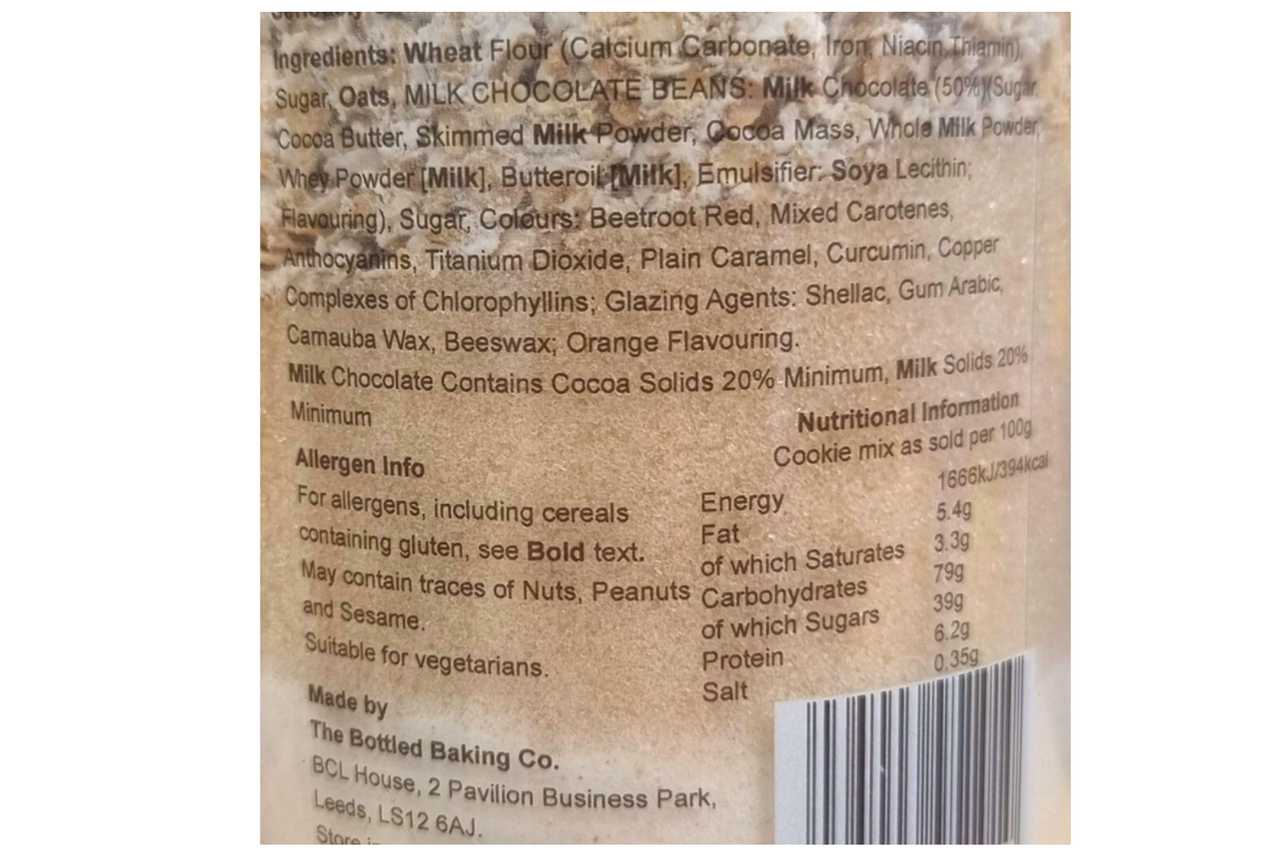 Ingredients: Wheat Flour (Calcium Carbonate, Iron, Niacin, Thiamin),
Sugar, Oats, MILK CHOCOLATE BEANS: Milk Chocolate (50%)(Sugar,
Cocoa Butter, Skimmed Milk Powder, Cocoa Mass, Whole Milk Powder,
Whey Powder [Milk], Butteroil [Milk], Emulsifier: Soya Lecithin;
Flavouring), Sugar, Colours: Beetroot Red, Mixed Carotenes,
Anthocyanins, Titanium Dioxide, Plain Caramel, Curcumin, Copper
Complexes of Chlorophyllins; Glazing Agents: Shellac, Gum Arabic,
Carnauba Wax, Beeswax; Orange Flavouring.
Milk Chocolate Contains Cocoa Solids 20% Minimum, Milk Solids 20%
Minimum
Allergen Info
For allergens, including cereals
containing gluten, see Bold text.
May contain traces of Nuts, Peanuts
and Sesame.
Suitable for vegetarians.
Nutritional Information
Cookie mix as sold per 100g
Energy 1666kJ/394kcal
Fat 5.4g
of which Saturates 3.3g
Carbohydrates 79g
of which Sugars 39g
Protein 6.2g
Salt 0.35g
Made by
The Bottled Baking Co.
BCL House, 2 Pavilion Business Park,
Leeds, LS12 6AJ.
Store in